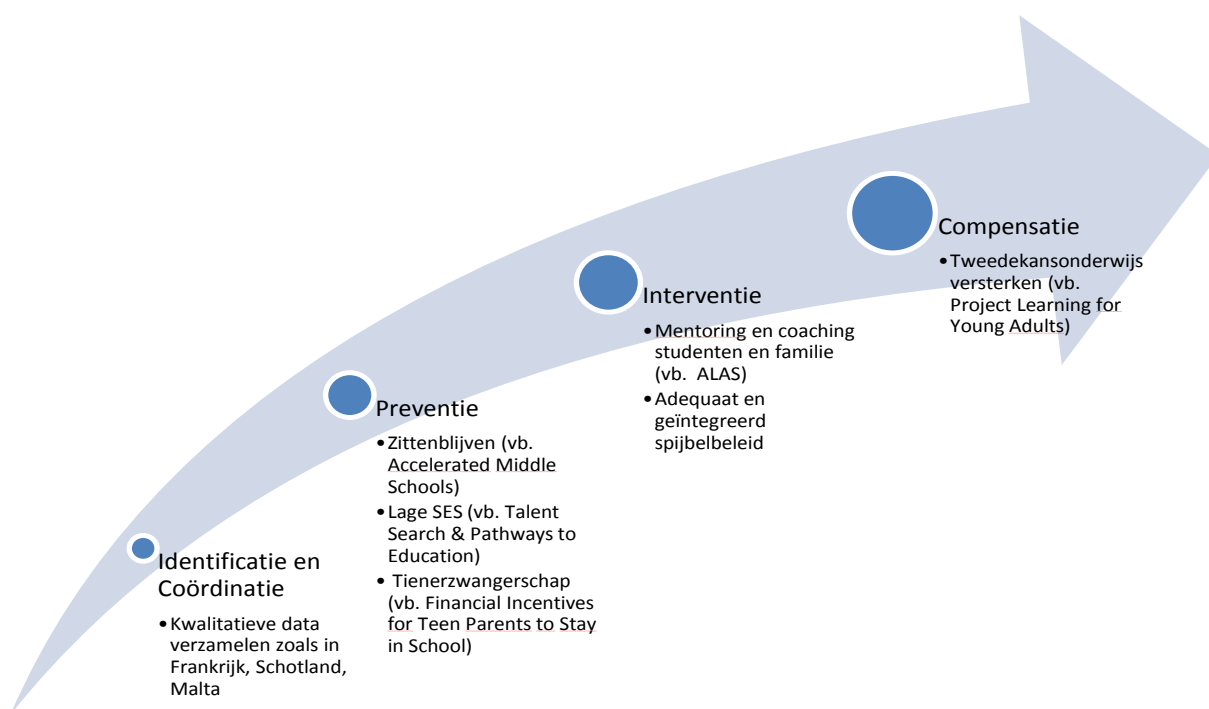 Identificatie en
Coördinatie
•Kwalitatieve data
verzamelen zoals in
Frankrijk, Schotland,
Malta
Preventie
•Zittenblijven (vb.
Accelerated Middle
Schools)
•Lage SES (vb. Talent
Search & Pathways to
Education)
• Tienerzwangerschap
(vb. Financial Incentives
for Teen Parents to Stay
in School)
Interventie
•Mentoring en coaching
studenten en familie
(vb.  ALAS)
•Adequaat en
geïntegreerd
spijbelbeleid
Compensatie
•Tweedekansonderwijs
versterken (vb.
Project Learning for
Young Adults)